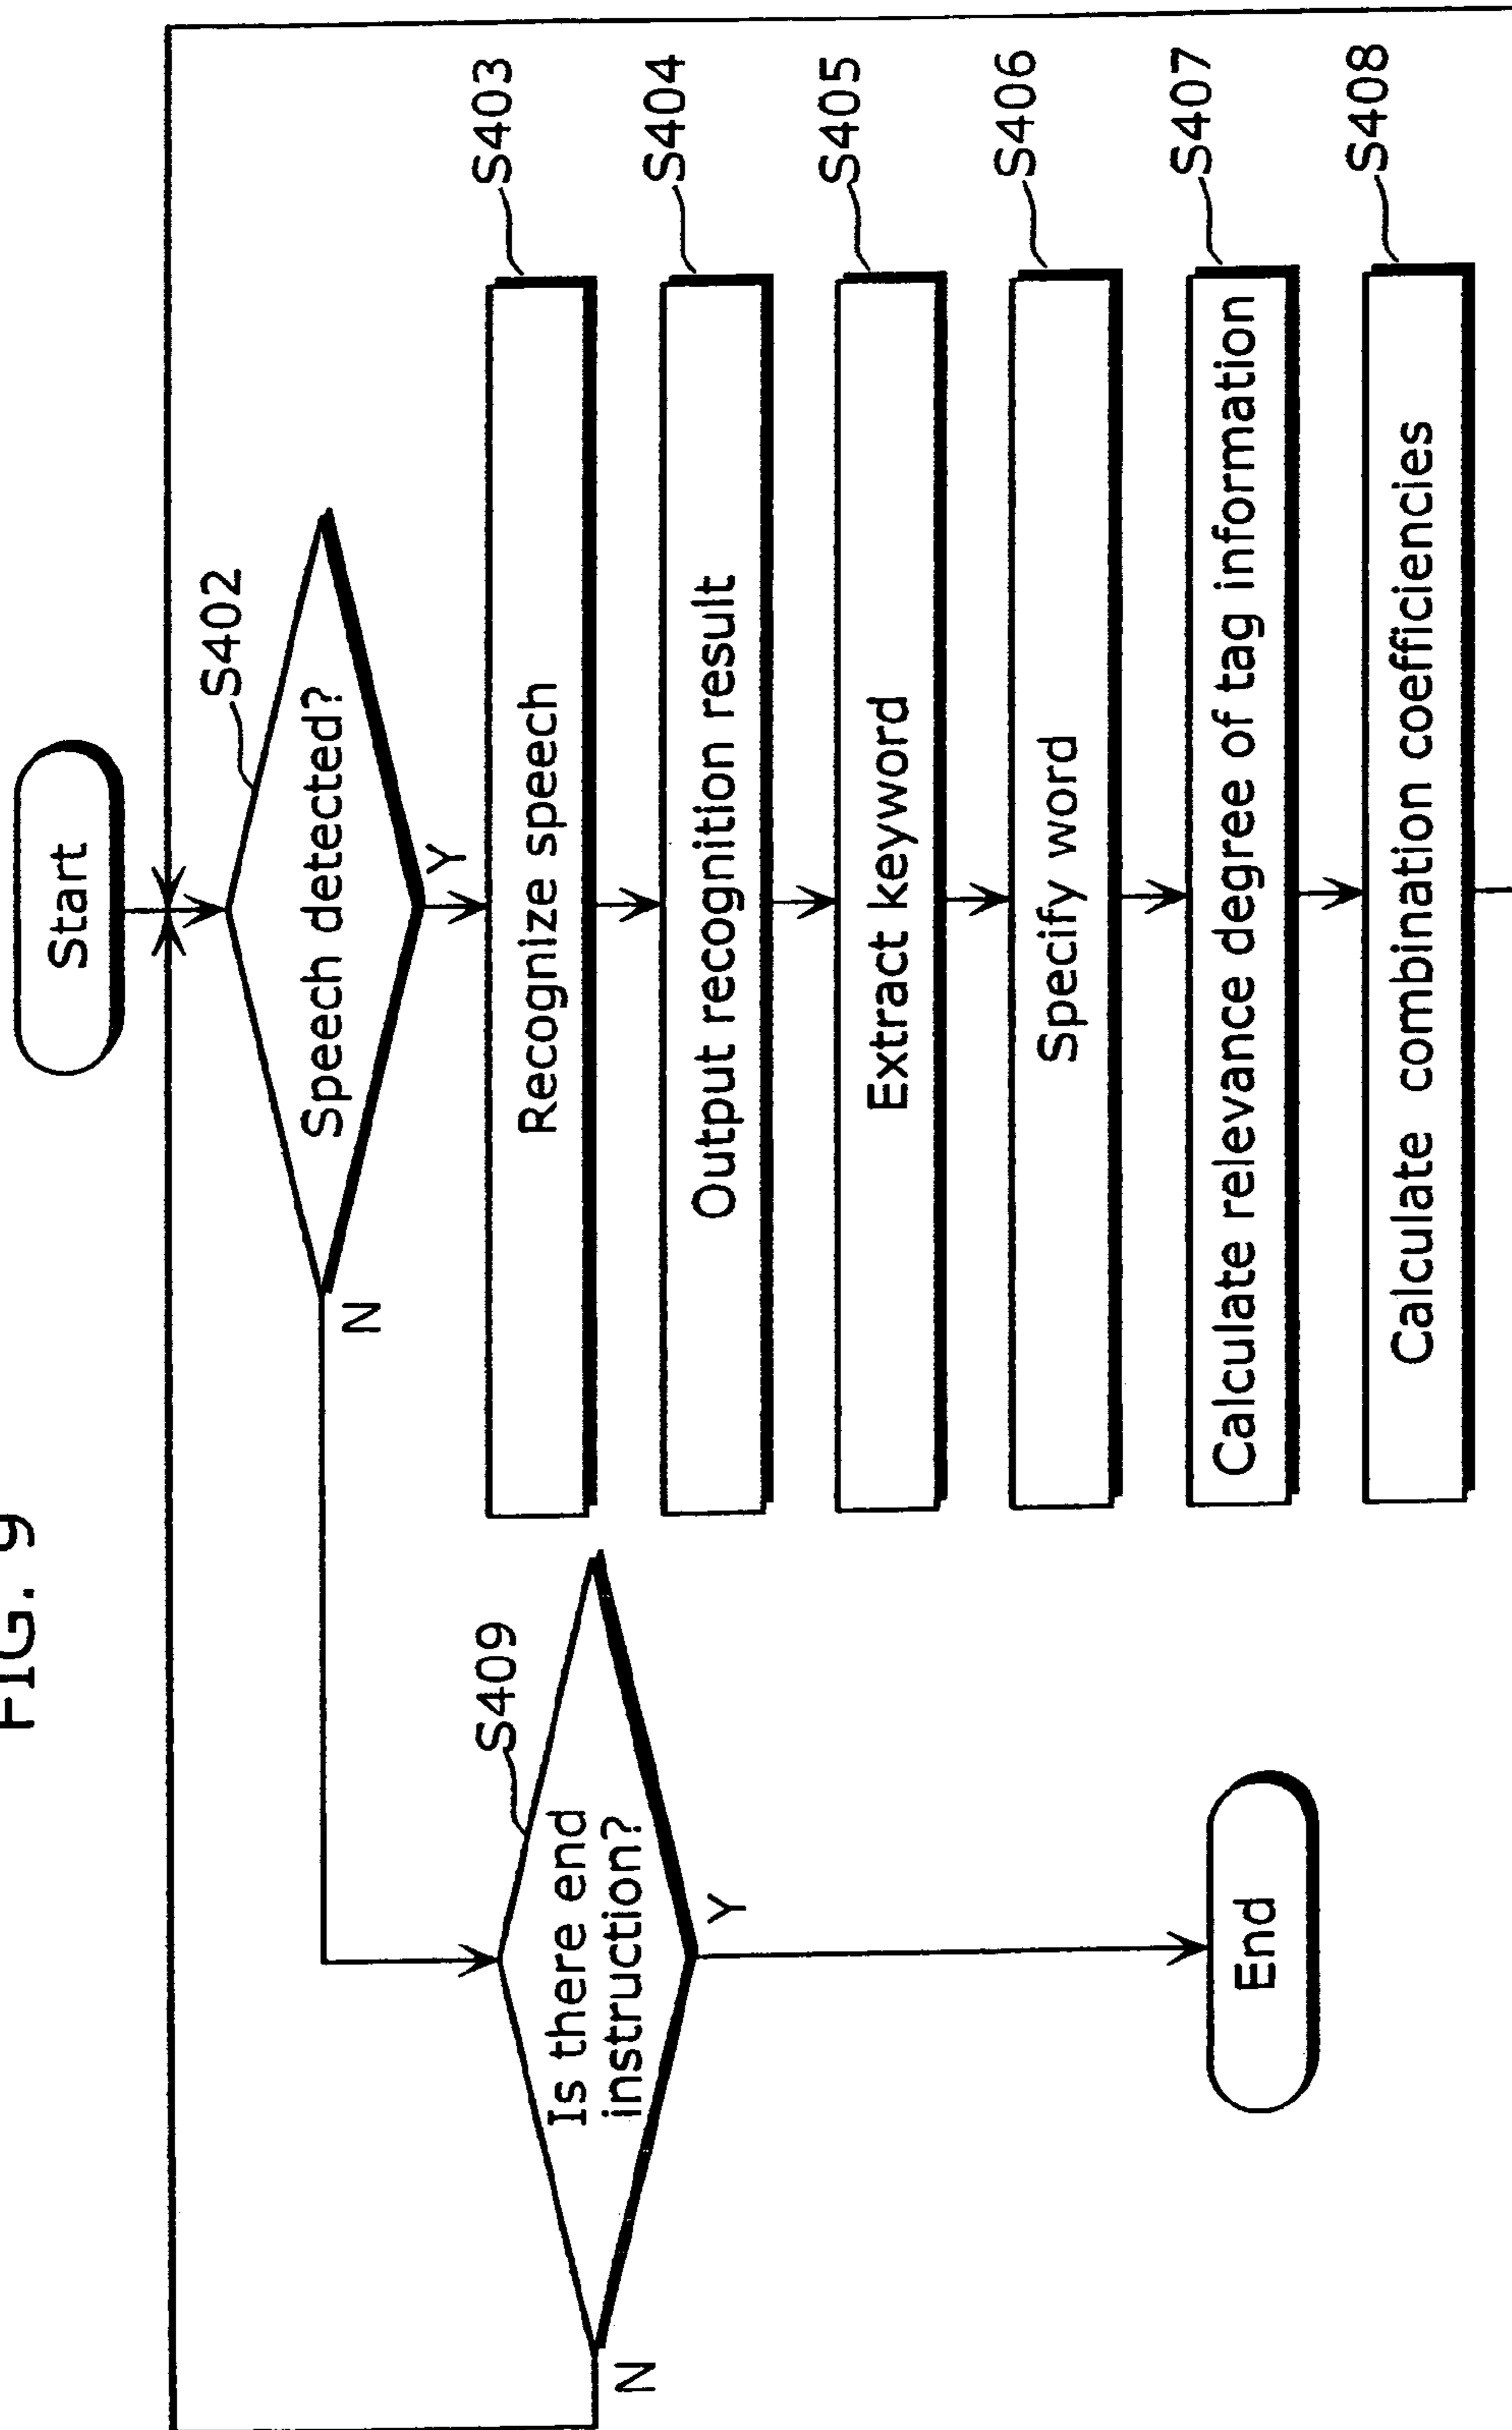 FIG. 9
Start
S402
Speech detected?
N
Y
S403
Recognize speech
S404
Output recognition result
S405
Extract keyword
S406
Specify word
S407
Calculate relevance degree of tag information
S408
Calculate combination coefficiencies
S409
Is there end
instruction?
N
Y
End